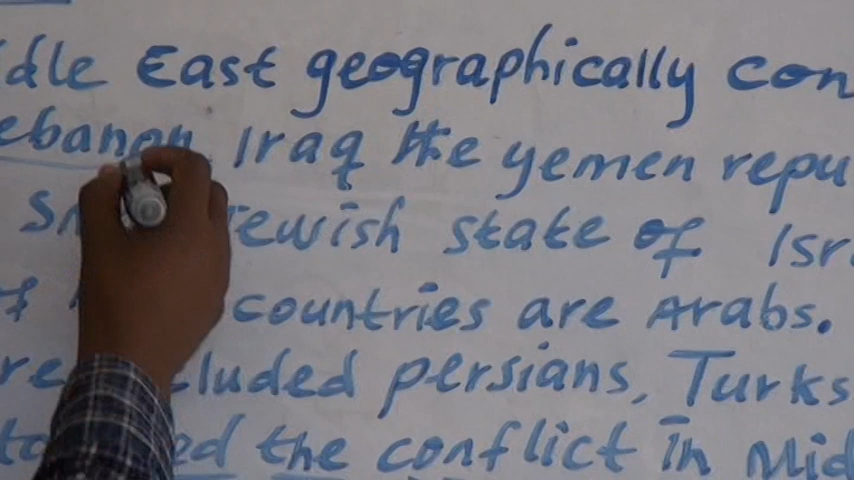 dle East geographically con
ebanon, Iraq the yemen repu
Jewish state of Isr
countries are Arabs.
cluded persians, Turks
ed the conflict in Mid